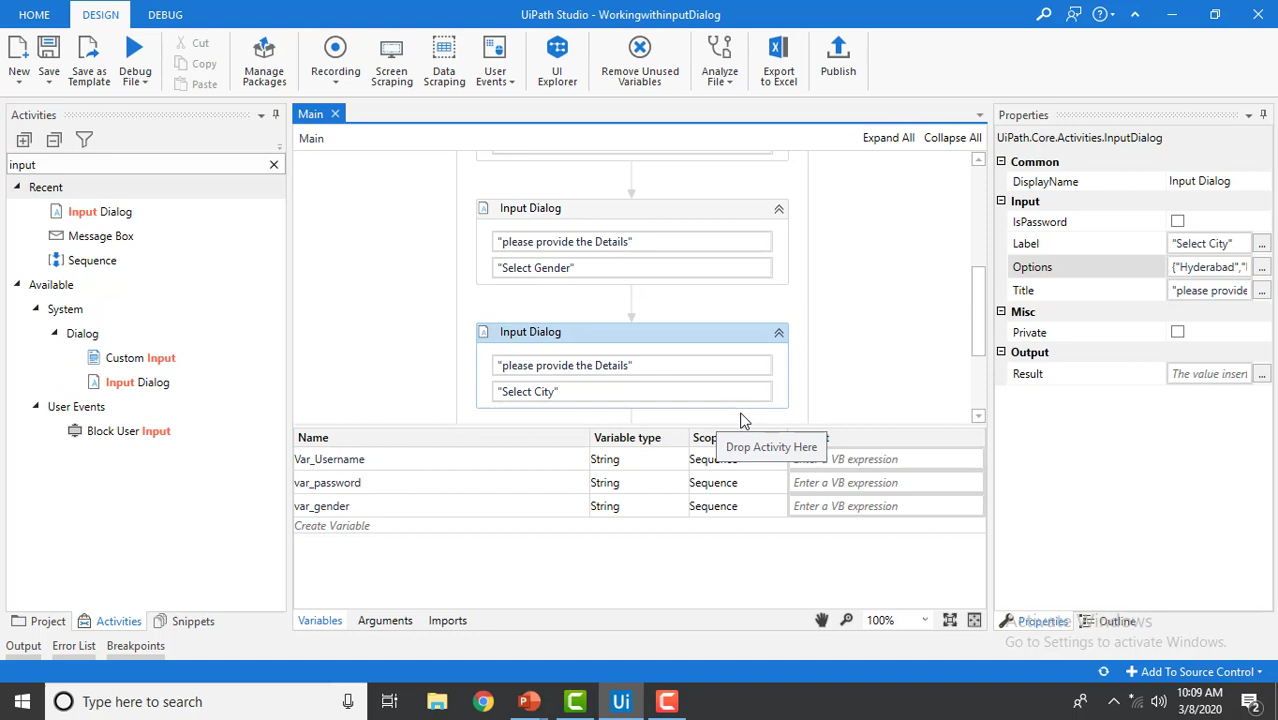 HOME
DESIGN
DEBUG
UiPath Studio - WorkingwithinputDialog
New
Save
Save as Template
Debug File
Cut
Copy
Paste
Manage Packages
Recording
Screen Scraping
Data Scraping
User Events
UI Explorer
Remove Unused Variables
Analyze File
Export to Excel
Publish
Activities
input
Recent
Input Dialog
Message Box
Sequence
Available
System
Dialog
Custom Input
Input Dialog
User Events
Block User Input
Project
Activities
Snippets
Main
Main
Expand All
Collapse All
Input Dialog
"please provide the Details"
"Select Gender"
Input Dialog
"please provide the Details"
"Select City"
Drop Activity Here
Name Variable type Scop t
Var_Username String Sequence Enter a VB expression
var_password String Sequence Enter a VB expression
var_gender String Sequence Enter a VB expression
Create Variable
Variables
Arguments
Imports
100%
Properties
UiPath.Core.Activities.InputDialog
Common
DisplayName Input Dialog
Input
IsPassword
Label "Select City" ...
Options {"Hyderabad"," ...
Title "please provide ...
Misc
Private
Output
Result The value insert ...
Properties
Outline
Activate Windows
Go to Settings to activate Windows.
Output
Error List
Breakpoints
Add To Source Control
Type here to search
Ui
10:09 AM
3/8/2020
2